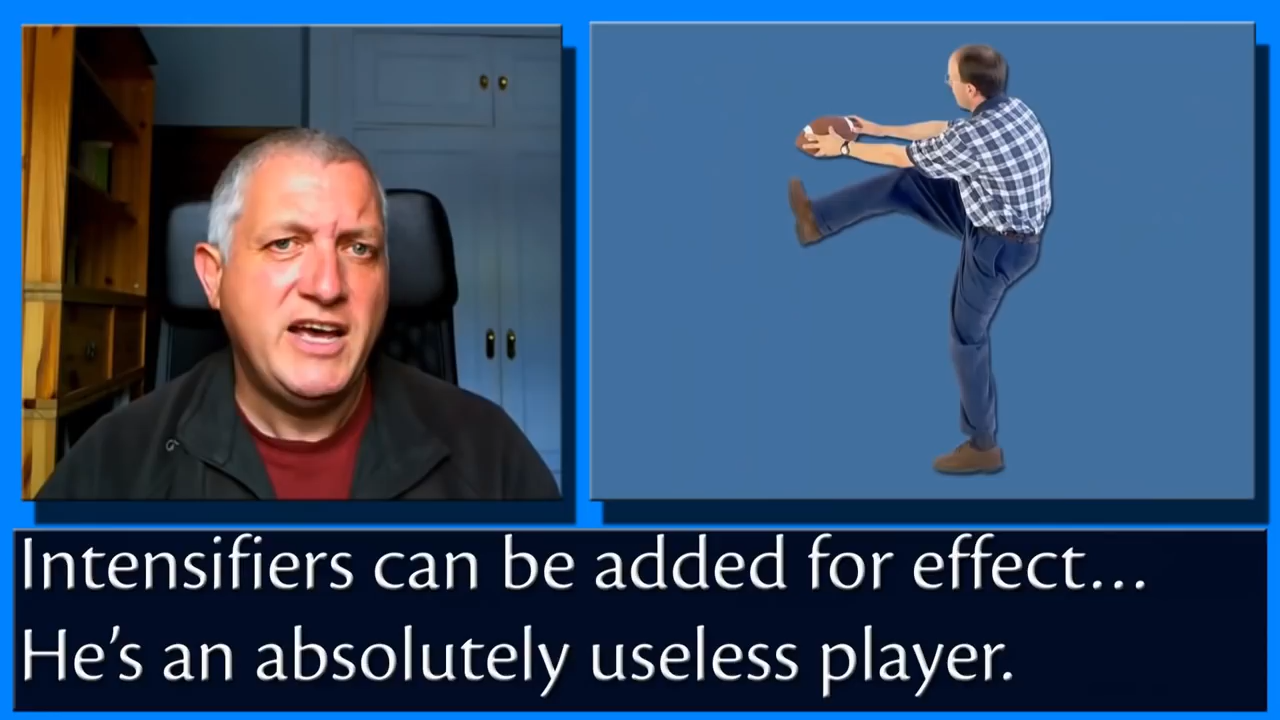 Intensifiers can be added for effect...
He's an absolutely useless player.